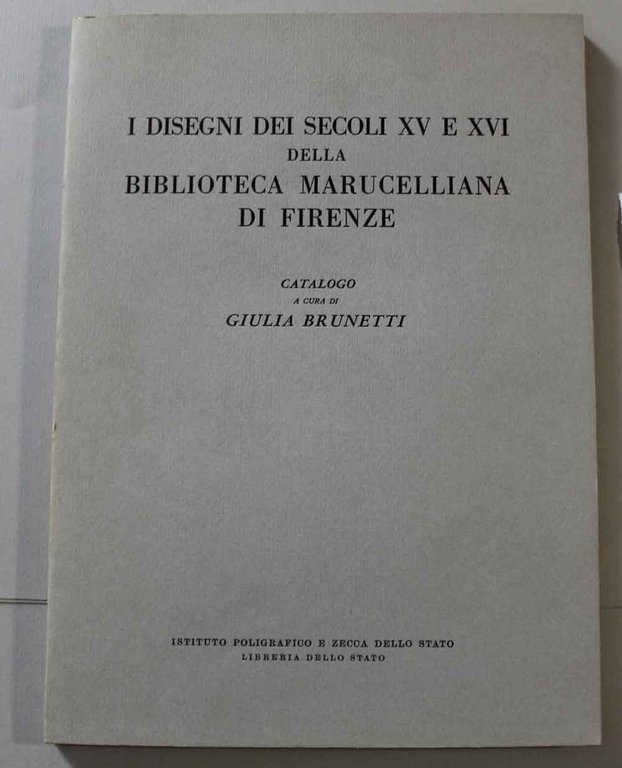 I DISEGNI DEI SECOLI XV E XVI
DELLA
BIBLIOTECA MARUCELLIANA
DI FIRENZE
CATALOGO
A CURA DI
GIULIA BRUNETTI
ISTITUTO POLIGRAFICO E ZECCA DELLO STATO
LIBRERIA DELLO STATO